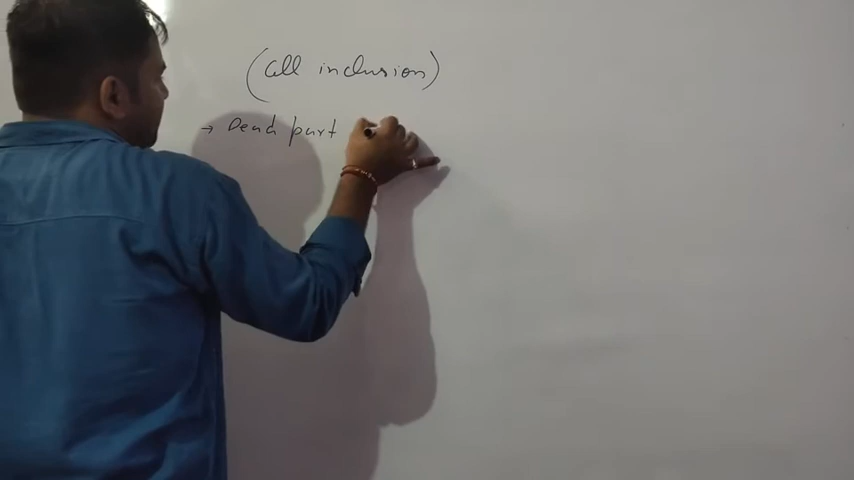 (Cell inclusion)
→ Dead part